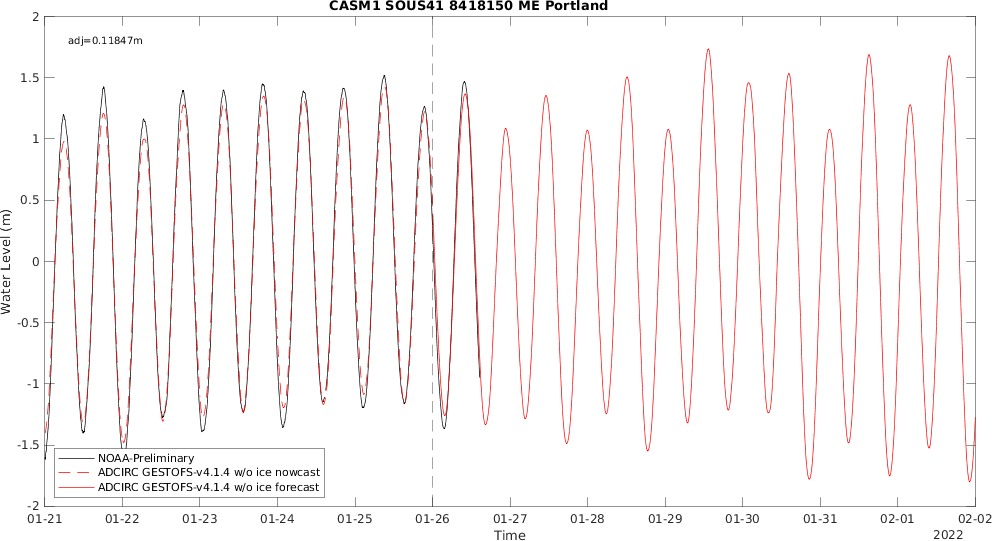 CASM1 SOUS41 8418150 ME Portland
adj=0.11847m
2
1.5
1
0.5
0
-0.5
-1
-1.5
-2
Water Level (m)
NOAA-Preliminary
ADCIRC GESTOFS-v4.1.4 w/o ice nowcast
ADCIRC GESTOFS-v4.1.4 w/o ice forecast
01-21 01-22 01-23 01-24 01-25 01-26 01-27 01-28 01-29 01-30 01-31 02-01 02-02
Time
2022